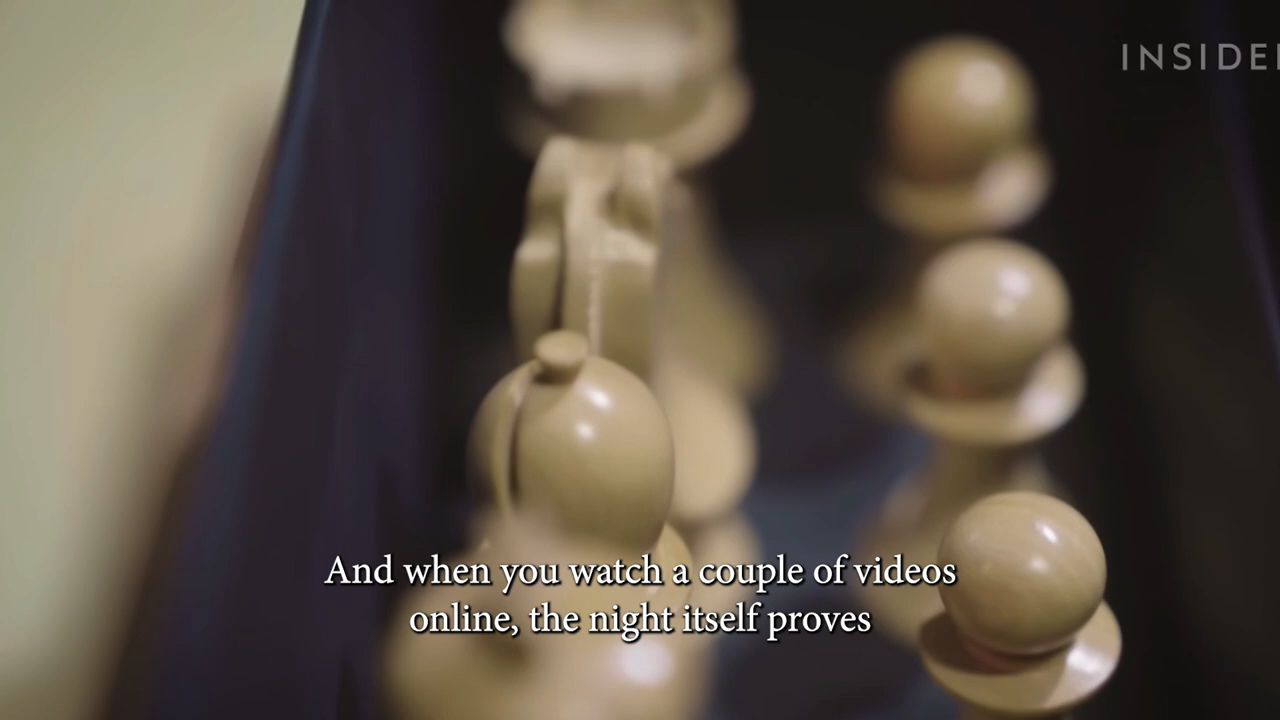 INSIDER
And when you watch a couple of videos
online, the night itself proves